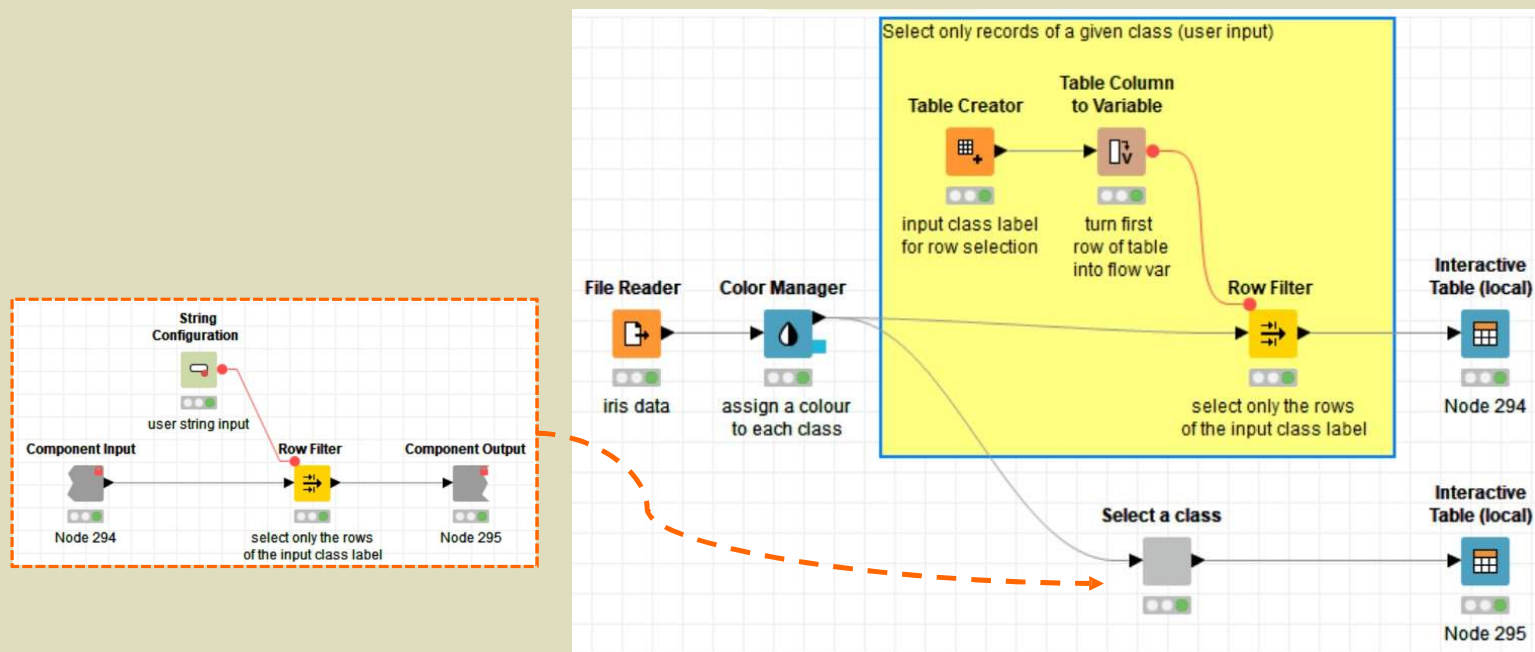 String
Configuration
user string input
Component Input
Row Filter
Component Output
Node 294
select only the rows
of the input class label
Node 295
Select only records of a given class (user input)
Table Creator
Table Column
to Variable
V
input class label
for row selection
turn first
row of table
into flow var
File Reader
Color Manager
Row Filter
Interactive
Table (local)
iris data
assign a colour
to each class
select only the rows
of the input class label
Node 294
Select a class
Interactive
Table (local)
Node 295